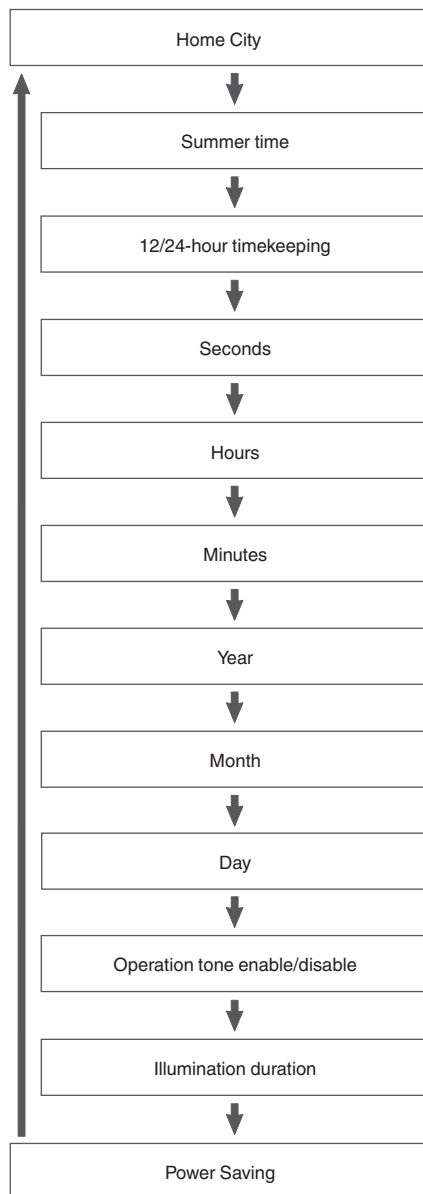 Home City
Summer time
12/24-hour timekeeping
Seconds
Hours
Minutes
Year
Month
Day
Operation tone enable/disable
Illumination duration
Power Saving